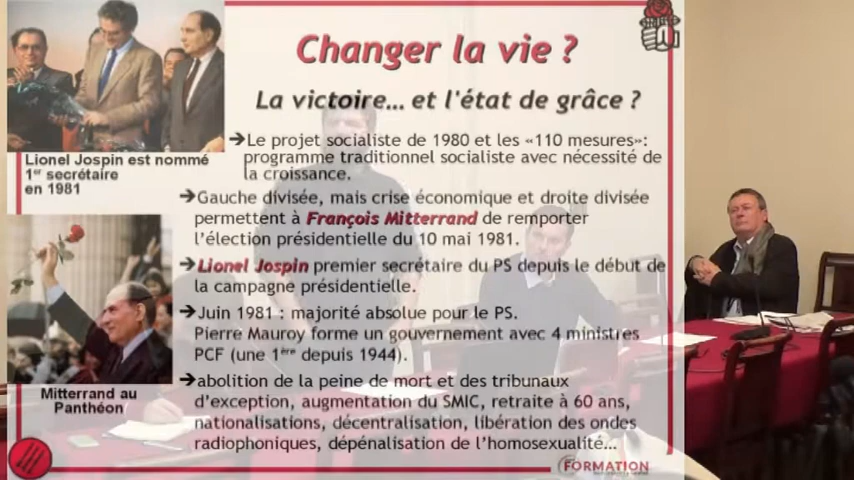 Changer la vie ?
La victoire... et l'état de grâce ?
Lionel Jospin est nommé
1er secrétaire
en 1981
➔Le projet socialiste de 1980 et les «110 mesures»:
programme traditionnel socialiste avec nécessité de
la croissance.
➔Gauche divisée, mais crise économique et droite divisée
permettent à François Mitterrand de remporter
l'élection présidentielle du 10 mai 1981.
➔Lionel Jospin premier secrétaire du PS depuis le début de
la campagne présidentielle.
➔Juin 1981 : majorité absolue pour le PS.
Pierre Mauroy forme un gouvernement avec 4 ministres
PCF (une 1ère depuis 1944).
Mitterrand au
Panthéon
➔abolition de la peine de mort et des tribunaux
d'exception, augmentation du SMIC, retraite à 60 ans,
nationalisations, décentralisation, libération des ondes
radiophoniques, dépénalisation de l'homosexualité...
FORMATION